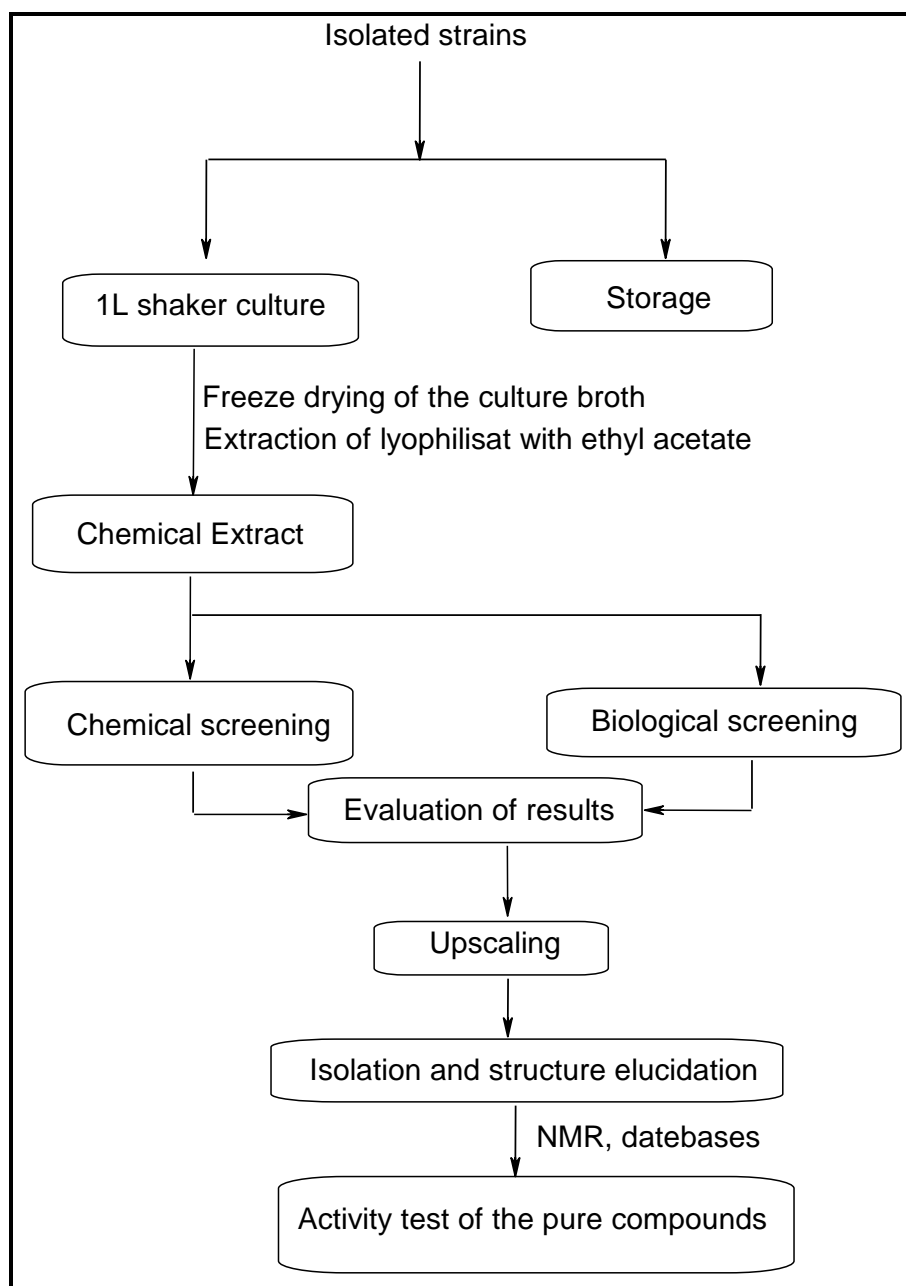 Isolated strains
1L shaker culture
Storage
Freeze drying of the culture broth
Extraction of lyophilisat with ethyl acetate
Chemical Extract
Chemical screening
Biological screening
Evaluation of results
Upscaling
Isolation and structure elucidation
NMR, datebases
Activity test of the pure compounds